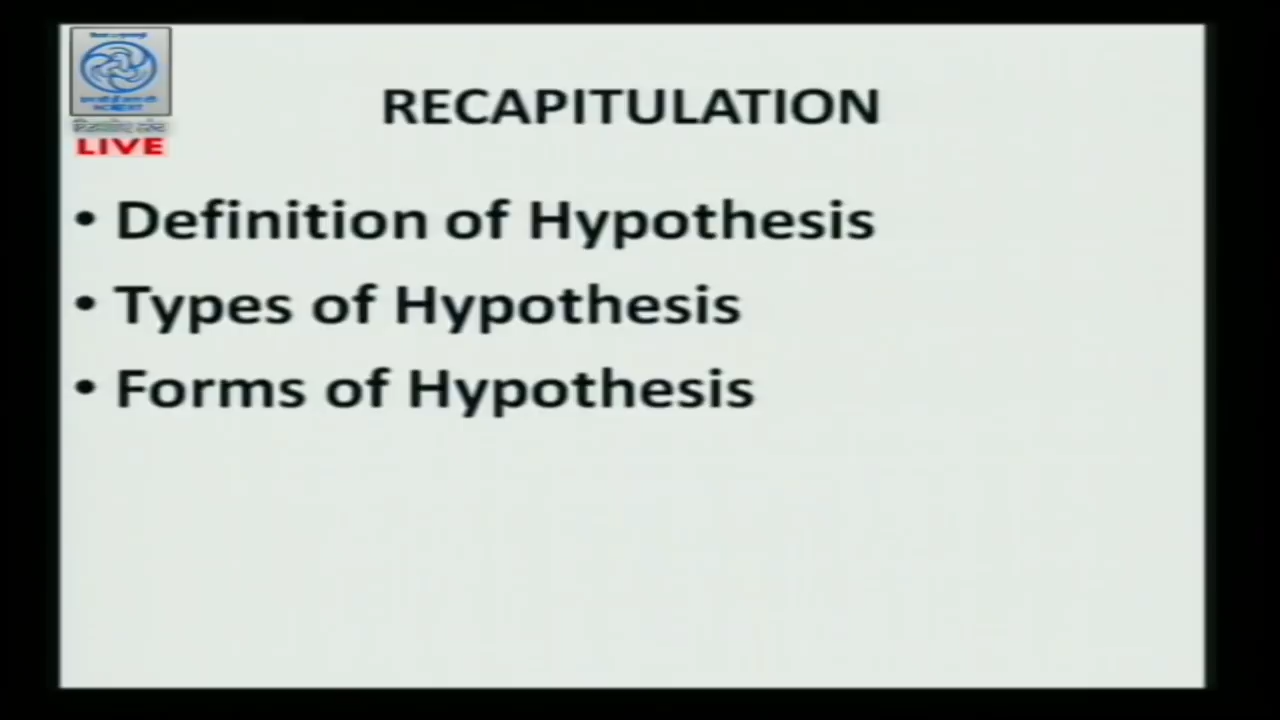 LIVE
RECAPITULATION
• Definition of Hypothesis
• Types of Hypothesis
• Forms of Hypothesis